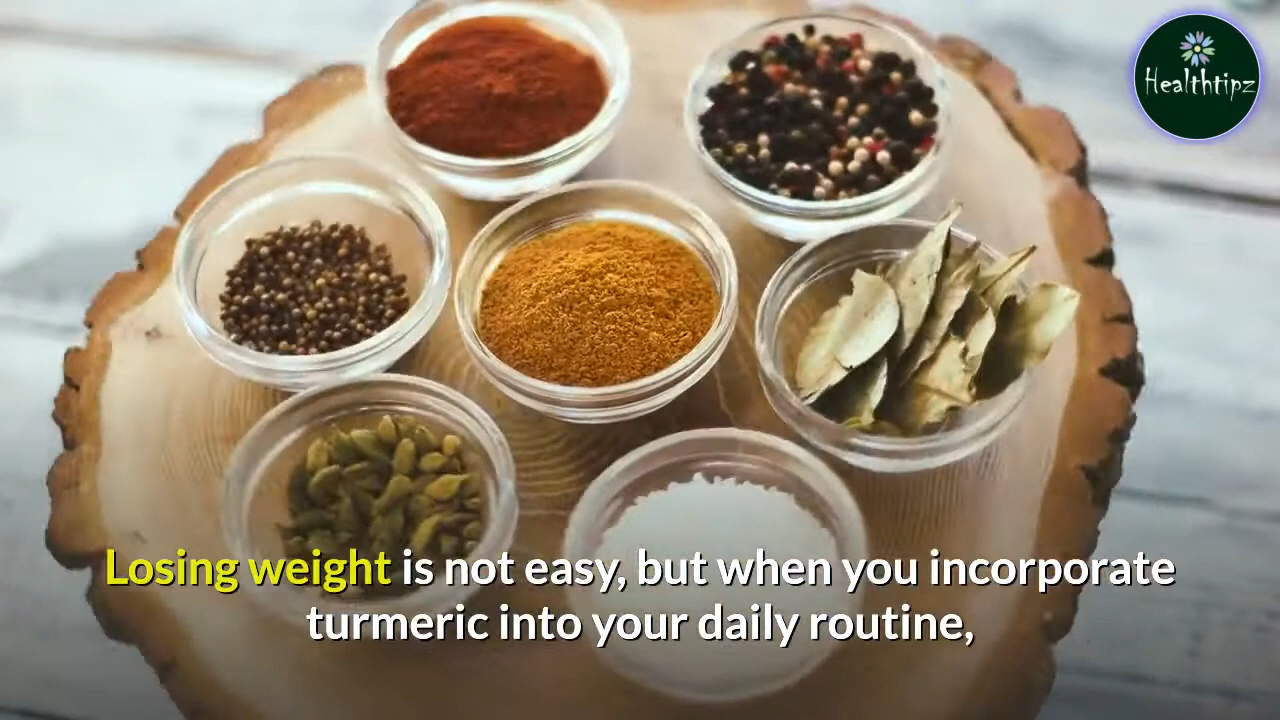 Healthtipz
Losing weight is not easy, but when you incorporate
turmeric into your daily routine,